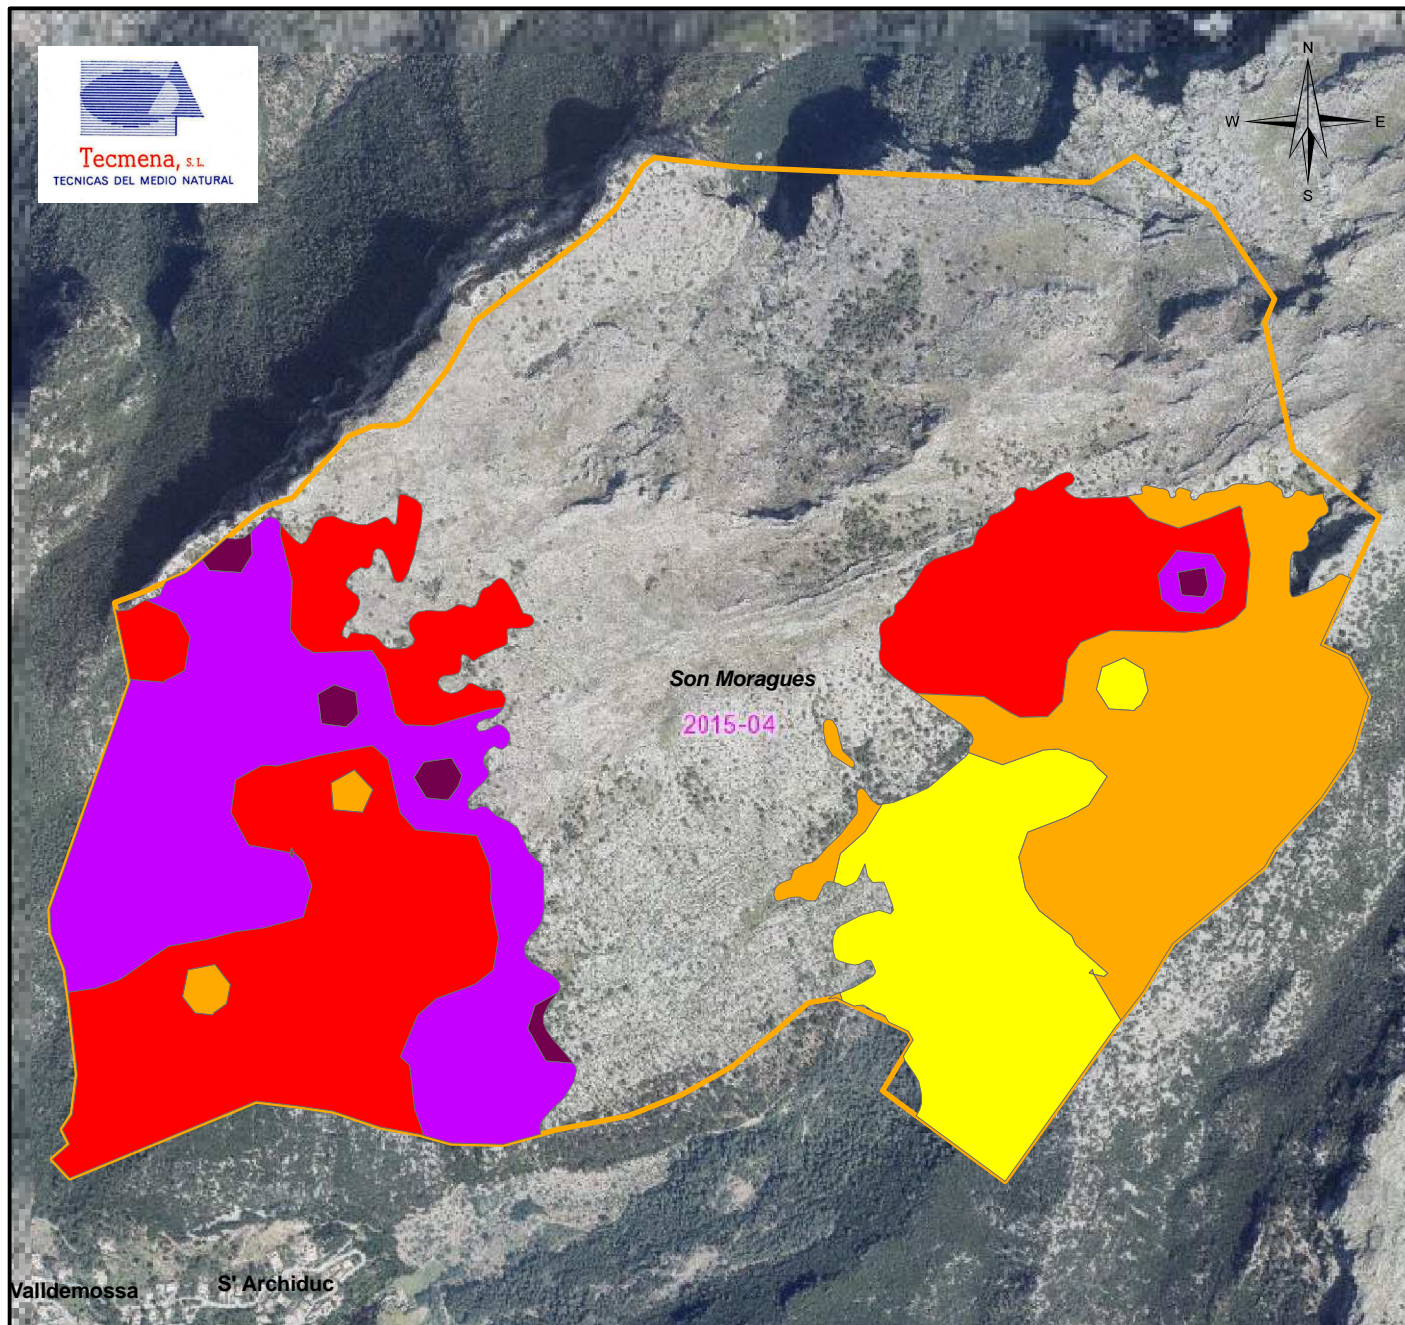 Tecmena, S.L.
TECNICAS DEL MEDIO NATURAL
N
W
E
S
Son Moragues
2015-04
Valldemossa
S' Archiduc